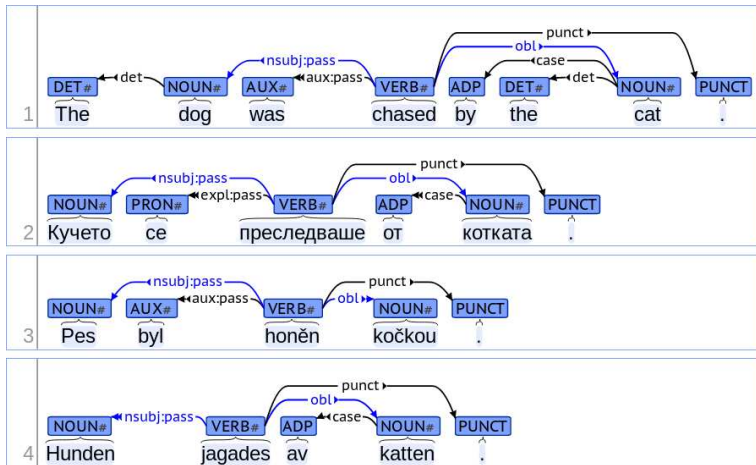 punct
obl
nsubj:pass case
det aux:pass det
DET# NOUN# AUX# VERB# ADP DET# NOUN# PUNCT
1 The dog was chased by the cat .
punct
nsubj:pass obl
expl:pass case
NOUN# PRON# VERB# ADP NOUN# PUNCT
2 Кучето се преследваше от котката .
nsubj:pass punct
aux:pass obl
NOUN# AUX# VERB# NOUN# PUNCT
3 Pes byl honěn kočkou .
punct
obl
nsubj:pass case
NOUN# VERB# ADP NOUN# PUNCT
4 Hunden jagades av katten .